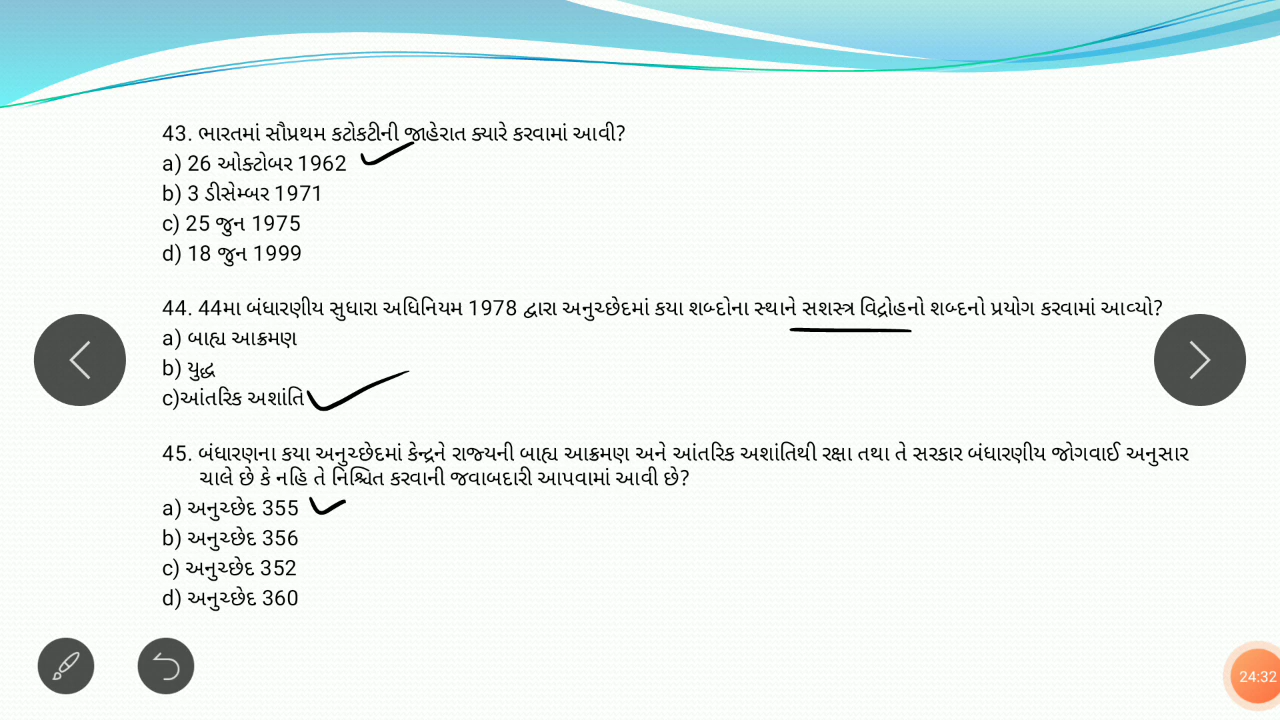 43. ભારતમાં સૌપ્રથમ કટોકટીની જાહેરાત ક્યારે કરવામાં આવી?
a) 26 ઓક્ટોબર 1962
b) 3 ડીસેમ્બર 1971
c) 25 જુન 1975
d) 18 જુન 1999
44. 44મા બંધારણીય સુધારા અધિનિયમ 1978 દ્વારા અનુચ્છેદમાં કયા શબ્દોના સ્થાને સશસ્ત્ર વિદ્રોહનો શબ્દનો પ્રયોગ કરવામાં આવ્યો?
a) બાહ્ય આક્રમણ
b) યુદ્ધ
c)આંતરિક અશાંતિ
45. બંધારણના કયા અનુચ્છેદમાં કેન્દ્રને રાજ્યની બાહ્ય આક્રમણ અને આંતરિક અશાંતિથી રક્ષા તથા તે સરકાર બંધારણીય જોગવાઈ અનુસાર
ચાલે છે કે નહિ તે નિશ્ચિત કરવાની જવાબદારી આપવામાં આવી છે?
a) અનુચ્છેદ 355
b) અનુચ્છેદ 356
c) અનુચ્છેદ 352
d) અનુચ્છેદ 360
24:32